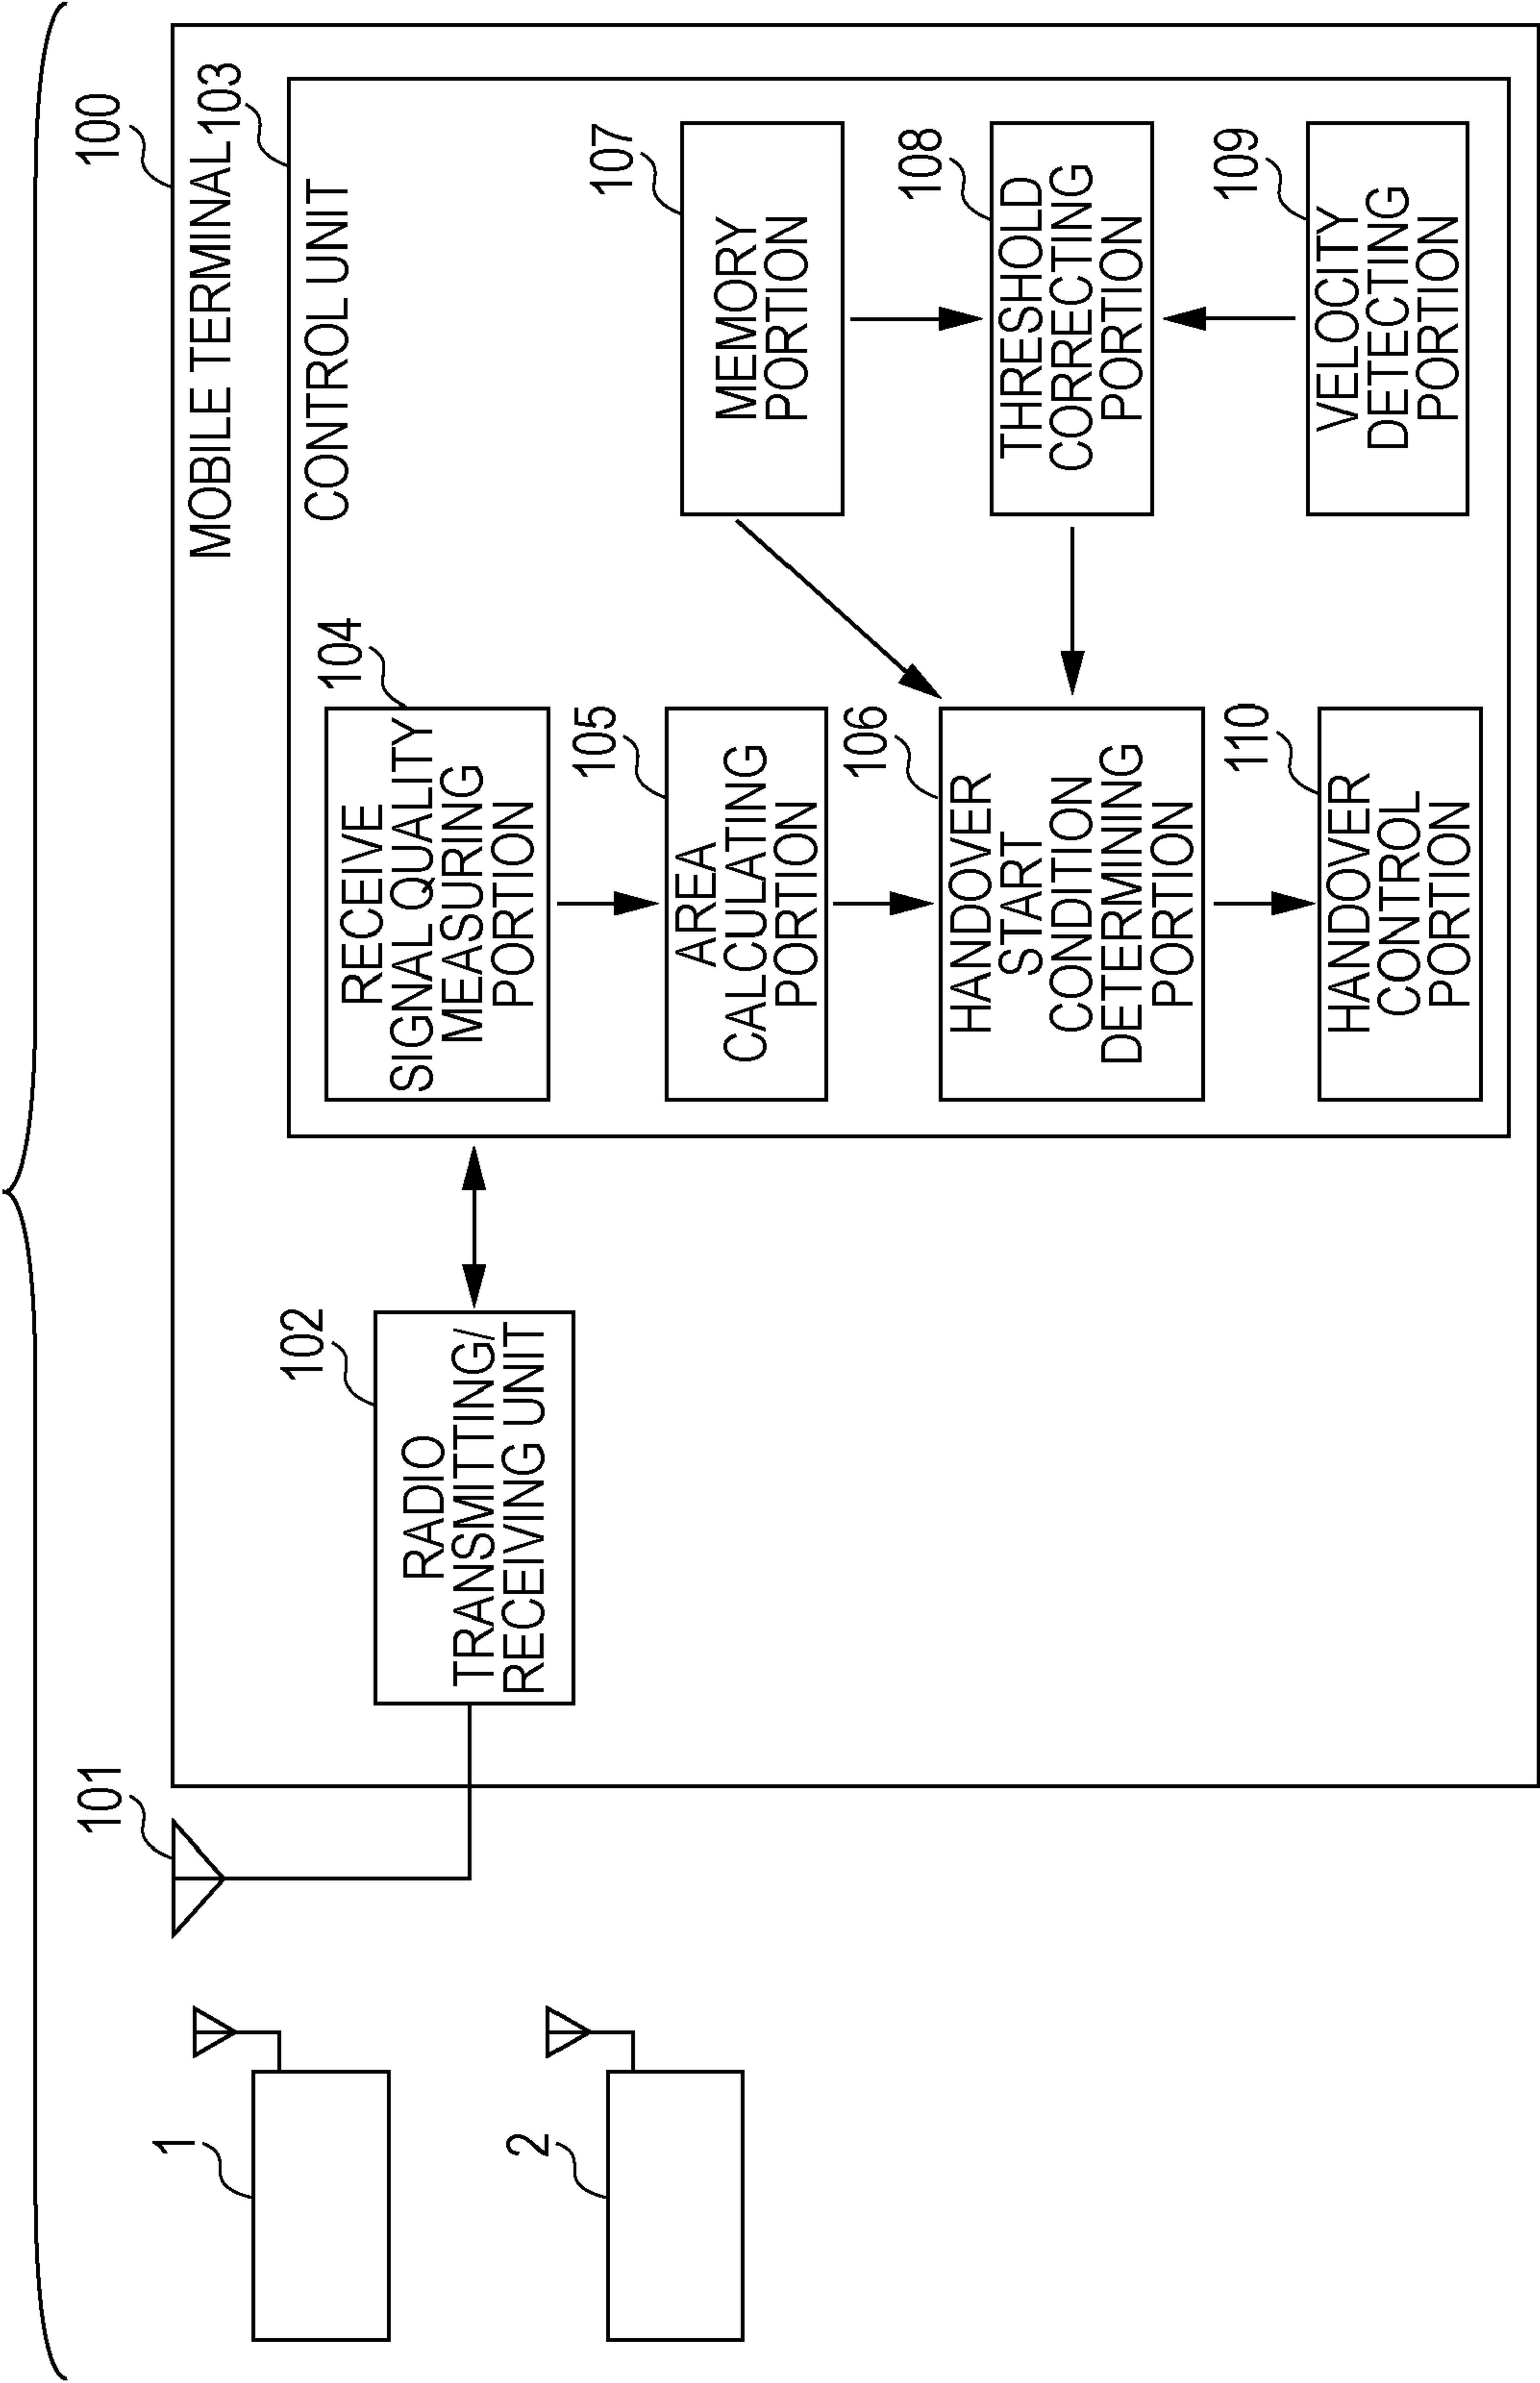 100
MOBILE TERMINAL
103
CONTROL UNIT
101
102
RADIO
TRANSMITTING/
RECEIVING UNIT
1
2
104
RECEIVE
SIGNAL QUALITY
MEASURING
PORTION
105
AREA
CALCULATING
PORTION
106
HANDOVER
START
CONDITION
DETERMINING
PORTION
110
HANDOVER
CONTROL
PORTION
107
MEMORY
PORTION
108
THRESHOLD
CORRECTING
PORTION
109
VELOCITY
DETECTING
PORTION